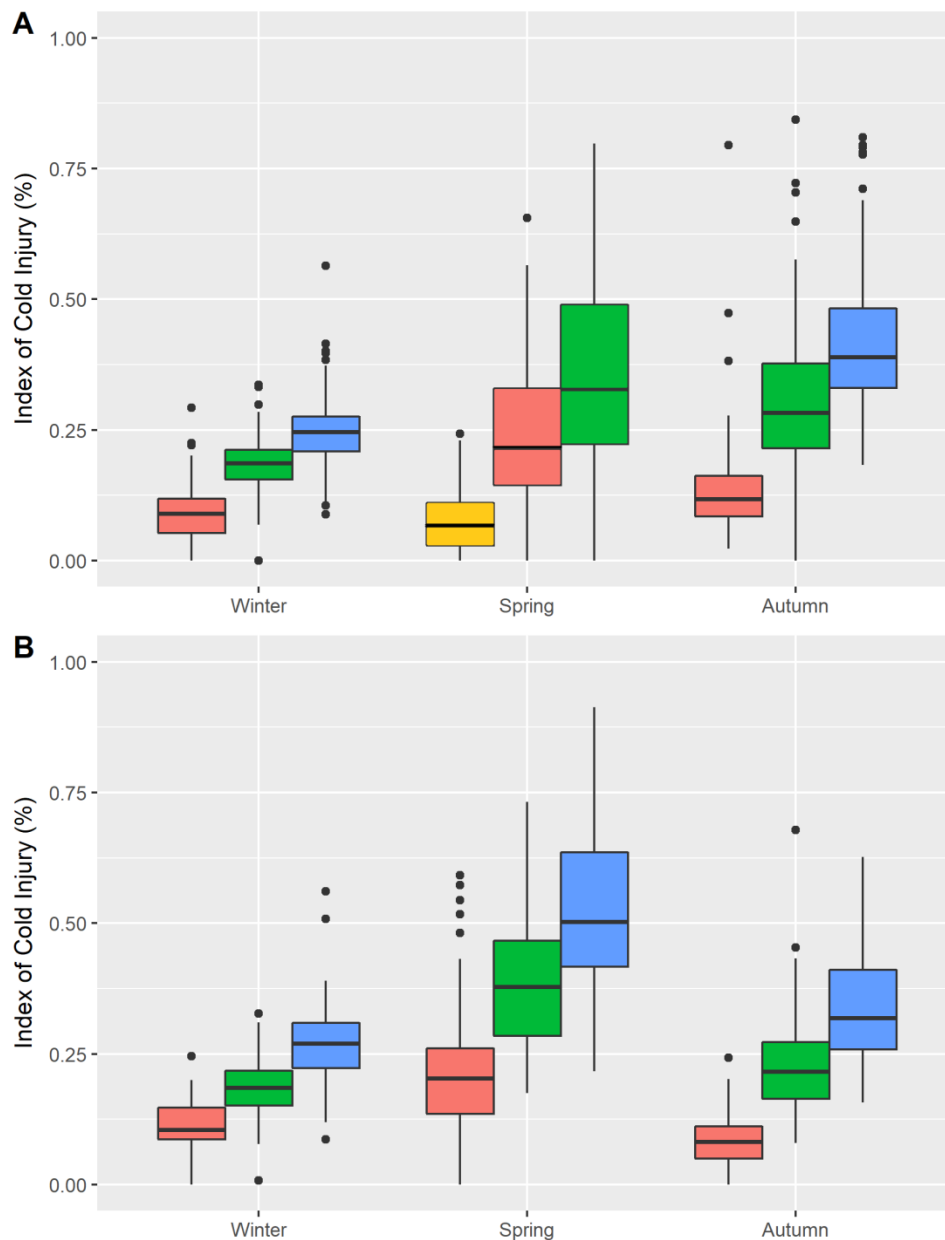 A
1.00
0.75
0.50
0.25
0.00
Index of Cold Injury (%)
Winter Spring Autumn
B
1.00
0.75
0.50
0.25
0.00
Index of Cold Injury (%)
Winter Spring Autumn